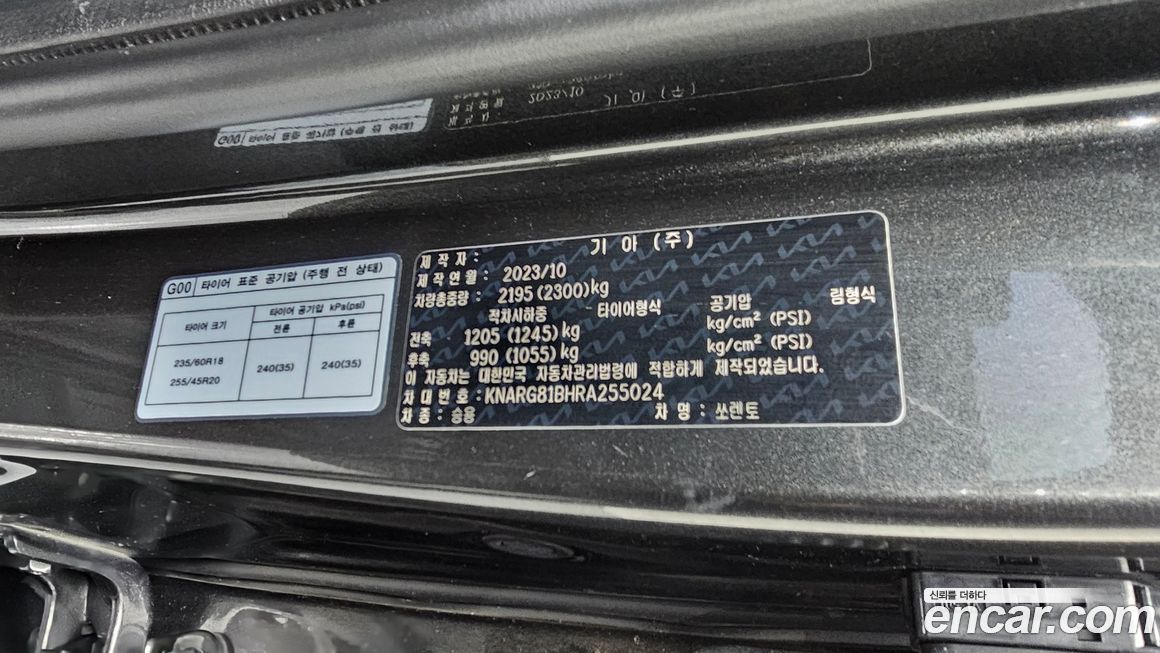 G00 타이어 표준 공기압 (주행 전 상태)
타이어 크기 타이어 공기압 kPa(psi)
전륜 후륜
235/60R18
255/45R20
240(35) 240(35)
제작자 : 기아 (주)
제작연월 : 2023/10
차량총중량 : 2195 (2300)kg
적차시하중 - 타이어형식 공기압 림형식
전축 1205 (1245) kg kg/cm² (PSI)
후축 990 (1055) kg kg/cm² (PSI)
이 자동차는 대한민국 자동차관리법령에 적합하게 제작되었습니다.
차대번호 : KNARG81BHRA255024
차종 : 승용 차명 : 쏘렌토
신뢰를 더하다
encar.com